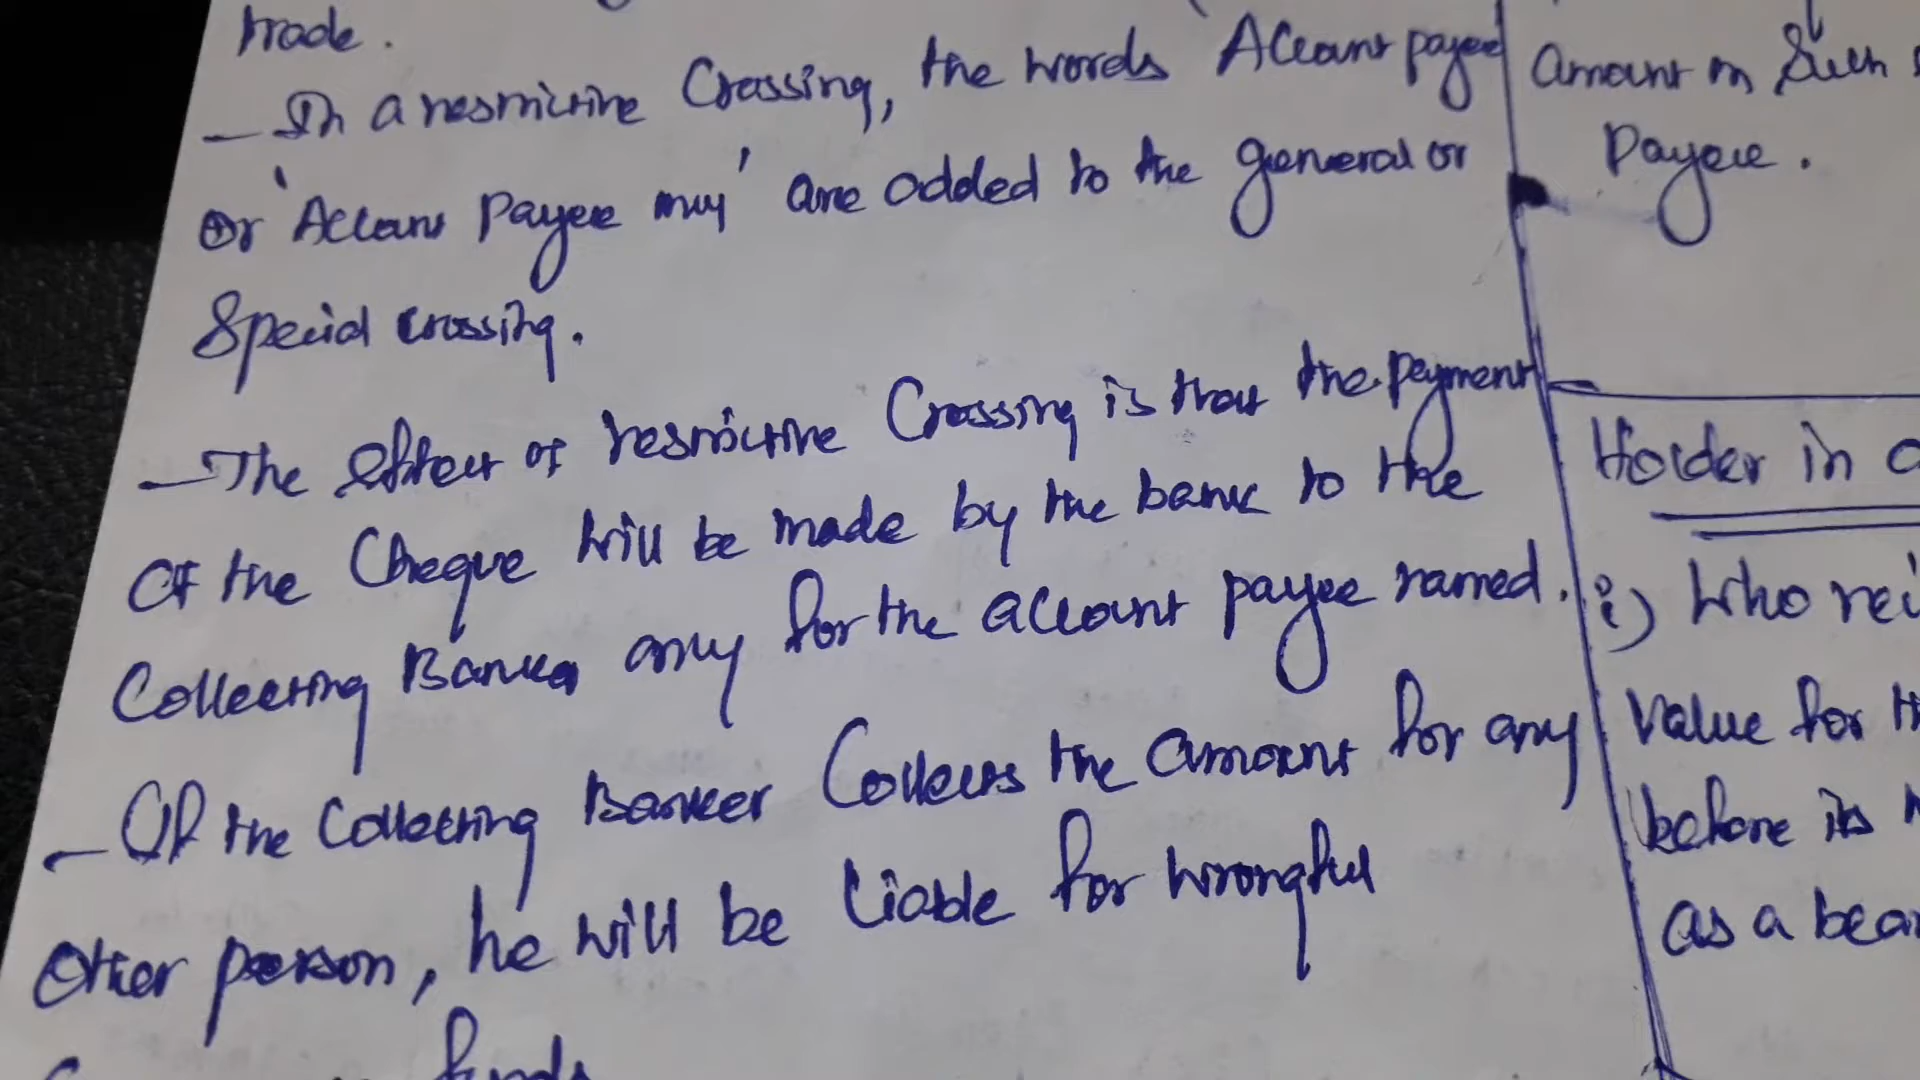 trade.
– In a restrictive Crossing, the words Account payee
or 'Account Payee only' are added to the general or
Special crossing.
– The effect of restrictive Crossing is that the payment
of the Cheque will be made by the bank to the
Collecting Banker only for the account payee named.
– If the Collecting Banker Collects the amount for any
other person, he will be liable for wrongful
funds
amount in Such
Payee.
Holder in
i) Who
Value for
before its
as a